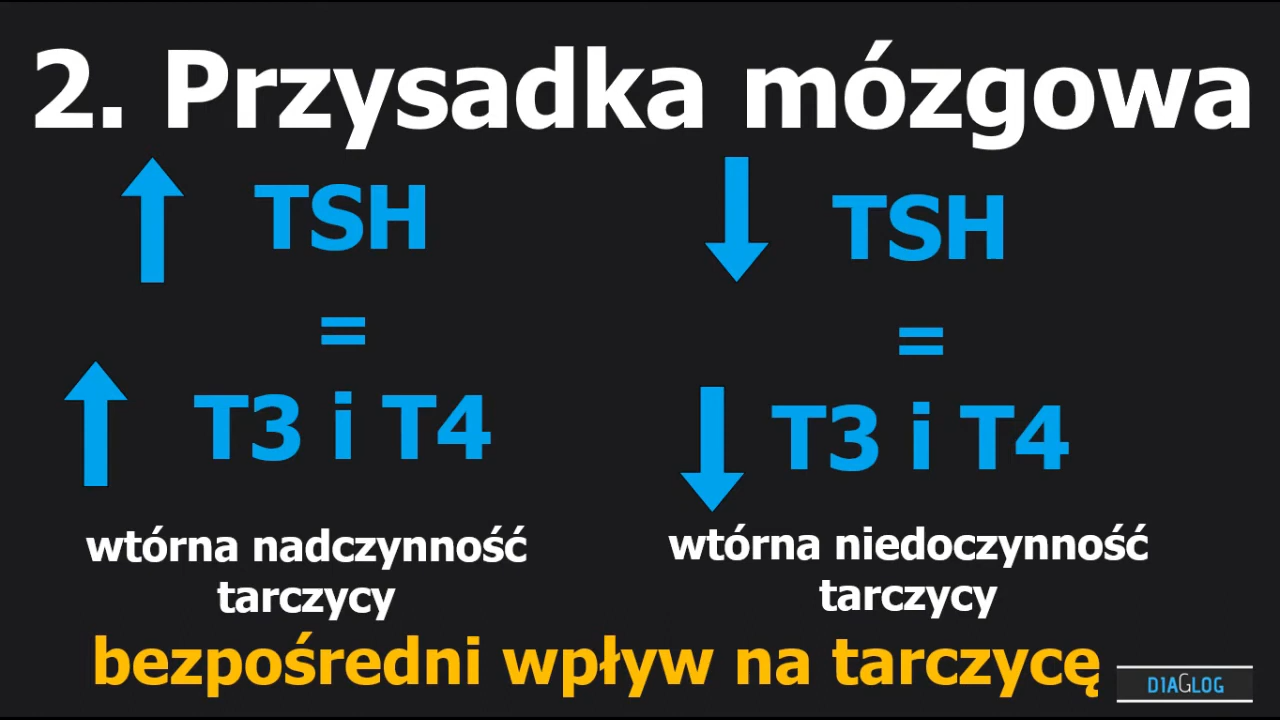 2. Przysadka mózgowa
TSH
=
T3 i T4
wtórna nadczynność
tarczycy
TSH
=
T3 i T4
wtórna niedoczynność
tarczycy
bezpośredni wpływ na tarczycę
DIAGLOG